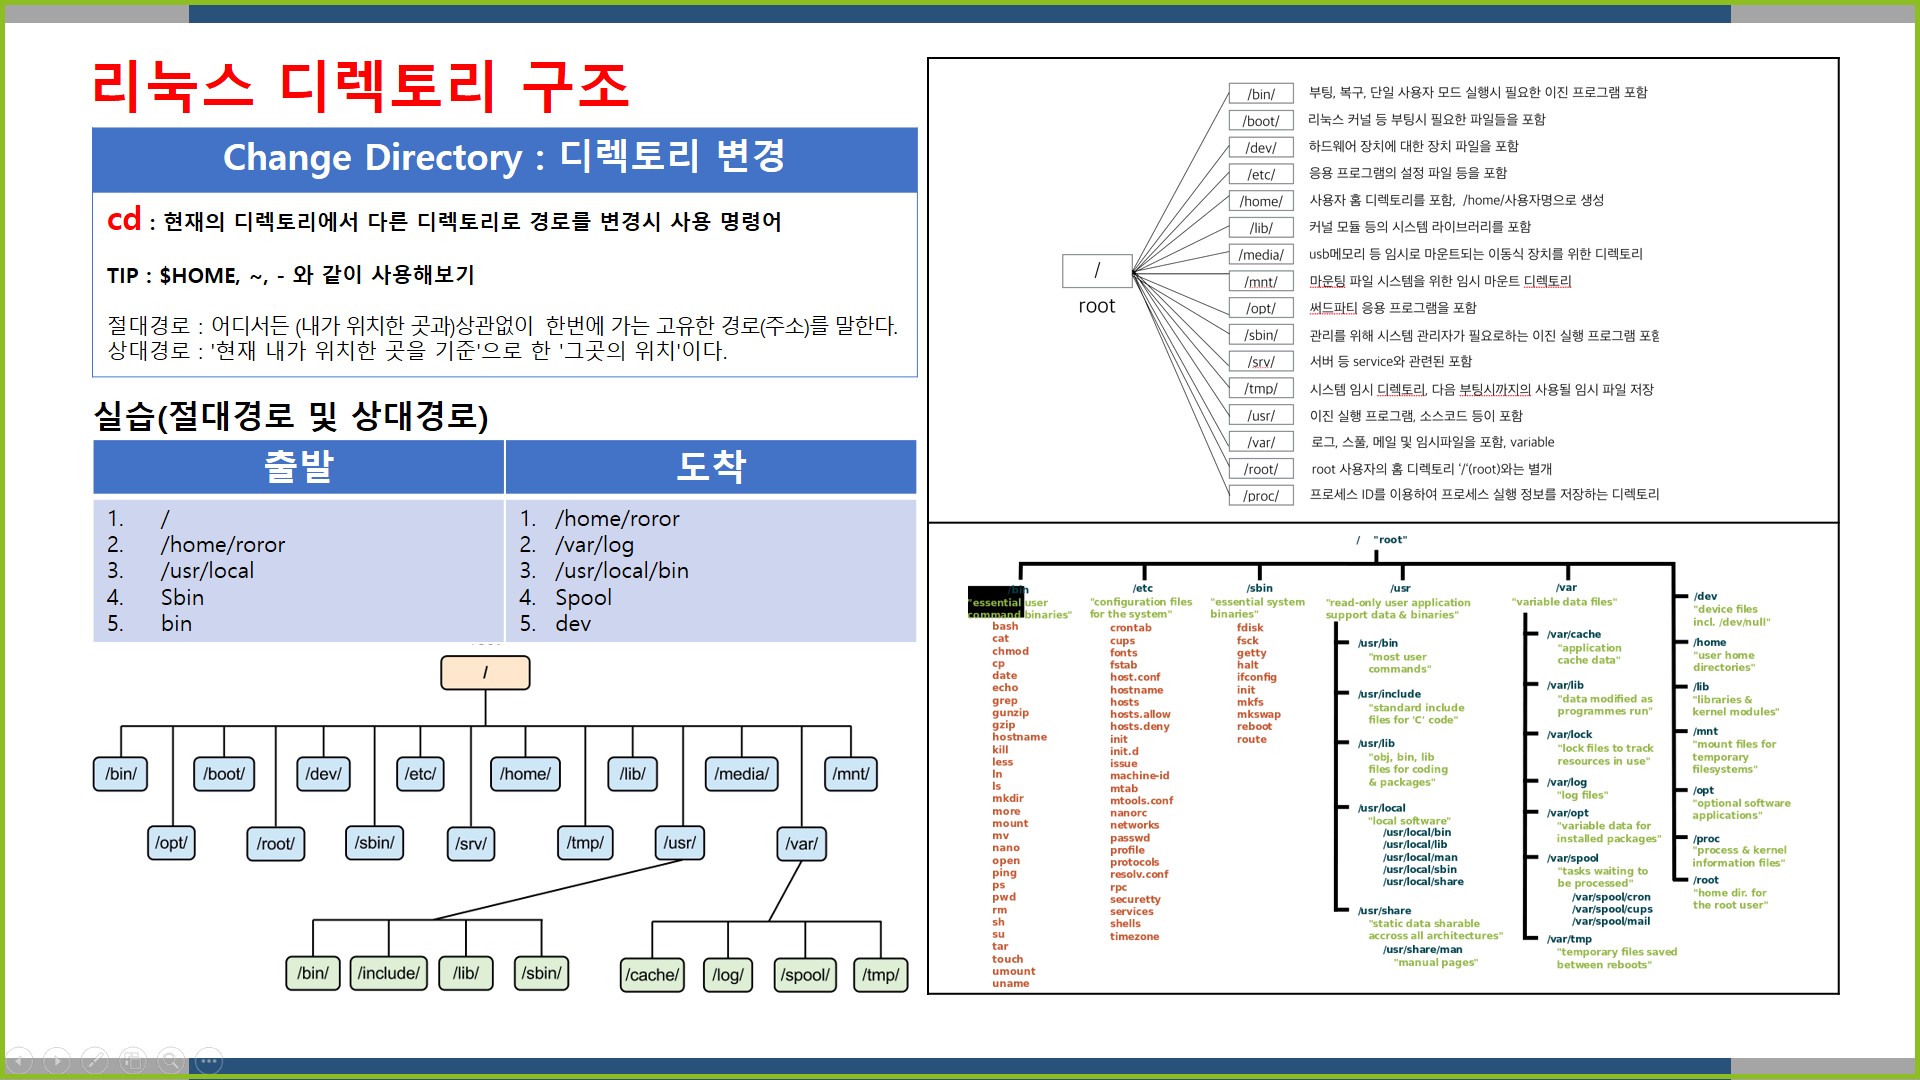 리눅스 디렉토리 구조
Change Directory : 디렉토리 변경
cd : 현재의 디렉토리에서 다른 디렉토리로 경로를 변경시 사용 명령어
TIP : $HOME, ~, - 와 같이 사용해보기
절대경로 : 어디서든 (내가 위치한 곳과)상관없이 한번에 가는 고유한 경로(주소)를 말한다.
상대경로 : '현재 내가 위치한 곳을 기준'으로 한 '그곳의 위치'이다.
실습(절대경로 및 상대경로)
출발
1. /
2. /home/roror
3. /usr/local
4. Sbin
5. bin
도착
1. /home/roror
2. /var/log
3. /usr/local/bin
4. Spool
5. dev
/
/bin/ /boot/ /dev/ /etc/ /home/ /lib/ /media/ /mnt/
/opt/ /root/ /sbin/ /srv/ /tmp/ /usr/ /var/
/bin/ /include/ /lib/ /sbin/ /cache/ /log/ /spool/ /tmp/
/
root
/bin/ 부팅, 복구, 단일 사용자 모드 실행시 필요한 이진 프로그램 포함
/boot/ 리눅스 커널 등 부팅시 필요한 파일들을 포함
/dev/ 하드웨어 장치에 대한 장치 파일을 포함
/etc/ 응용 프로그램의 설정 파일 등을 포함
/home/ 사용자 홈 디렉토리를 포함, /home/사용자명으로 생성
/lib/ 커널 모듈 등의 시스템 라이브러리를 포함
/media/ usb메모리 등 임시로 마운트되는 이동식 장치를 위한 디렉토리
/mnt/ 마운팅 파일 시스템을 위한 임시 마운트 디렉토리
/opt/ 써드파티 응용 프로그램을 포함
/sbin/ 관리를 위해 시스템 관리자가 필요로하는 이진 실행 프로그램 포함
/srv/ 서버 등 service와 관련된 포함
/tmp/ 시스템 임시 디렉토리, 다음 부팅시까지의 사용될 임시 파일 저장
/usr/ 이진 실행 프로그램, 소스코드 등이 포함
/var/ 로그, 스풀, 메일 및 임시파일을 포함, variable
/root/ root 사용자의 홈 디렉토리 '/'(root)와는 별개
/proc/ 프로세스 ID를 이용하여 프로세스 실행 정보를 저장하는 디렉토리
/ "root"
/bin
"essential user
command binaries"
bash
cat
chmod
cp
date
echo
grep
gunzip
gzip
hostname
kill
less
ln
ls
mkdir
more
mount
mv
nano
open
ping
ps
pwd
rm
sh
su
tar
touch
umount
uname
/etc
"configuration files
for the system"
crontab
cups
fonts
fstab
host.conf
hostname
hosts
hosts.allow
hosts.deny
init
init.d
issue
machine-id
mtab
mtools.conf
nanorc
networks
passwd
profile
protocols
resolv.conf
rpc
securetty
services
shells
timezone
/sbin
"essential system
binaries"
fdisk
fsck
getty
halt
ifconfig
init
mkfs
mkswap
reboot
route
/usr
"read-only user application
support data & binaries"
/usr/bin
"most user
commands"
/usr/include
"standard include
files for 'C' code"
/usr/lib
"obj, bin, lib
files for coding
& packages"
/usr/local
"local software"
/usr/local/bin
/usr/local/lib
/usr/local/man
/usr/local/sbin
/usr/local/share
/usr/share
"static data sharable
accross all architectures"
/usr/share/man
"manual pages"
/var
"variable data files"
/var/cache
"application
cache data"
/var/lib
"data modified as
programmes run"
/var/lock
"lock files to track
resources in use"
/var/log
"log files"
/var/opt
"variable data for
installed packages"
/var/spool
"tasks waiting to
be processed"
/var/spool/cron
/var/spool/cups
/var/spool/mail
/var/tmp
"temporary files saved
between reboots"
/dev
"device files
incl. /dev/null"
/home
"user home
directories"
/lib
"libraries &
kernel modules"
/mnt
"mount files for
temporary
filesystems"
/opt
"optional software
applications"
/proc
"process & kernel
information files"
/root
"home dir. for
the root user"